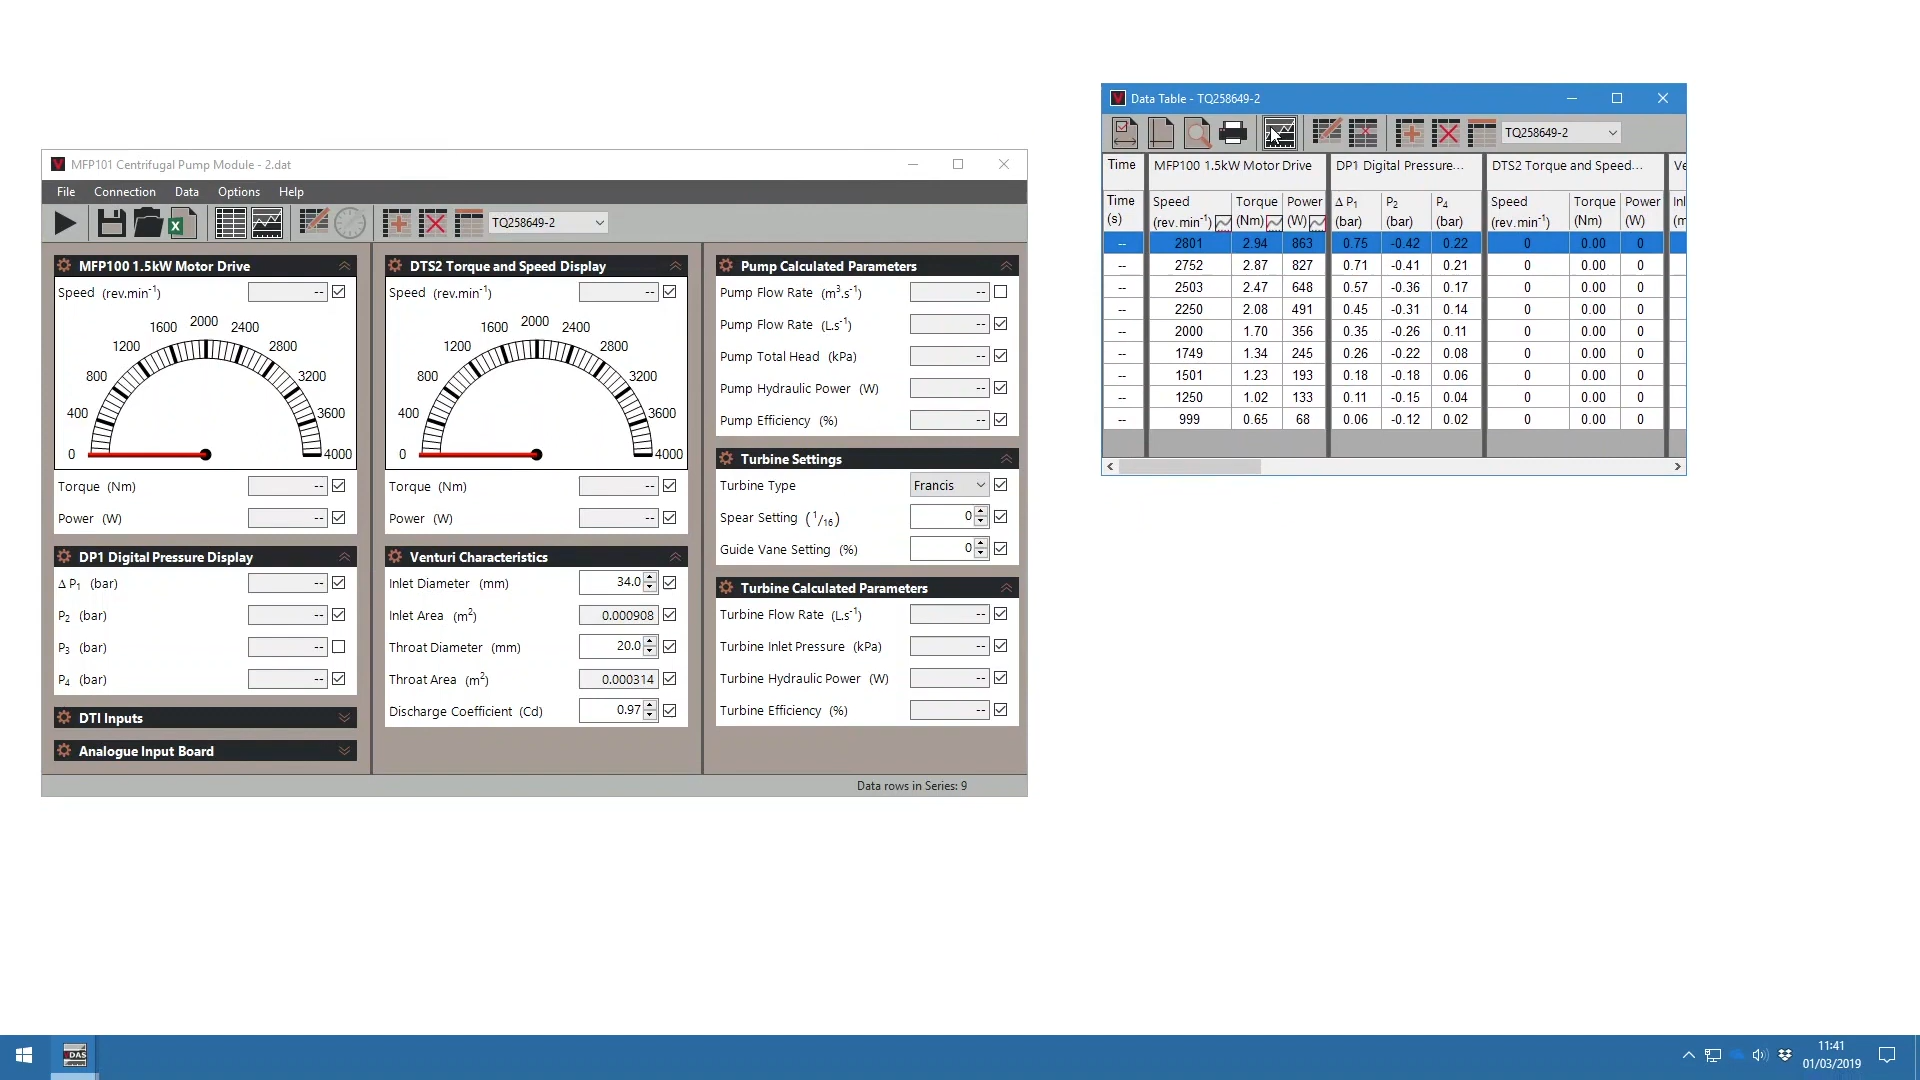 MFP101 Centrifugal Pump Module - 2.dat
File Connection Data Options Help
TQ258649-2
MFP100 1.5kW Motor Drive
Speed (rev.min-1) --
0 400 800 1200 1600 2000 2400 2800 3200 3600 4000
Torque (Nm) --
Power (W) --
DP1 Digital Pressure Display
Δ P1 (bar) --
P2 (bar) --
P3 (bar) --
P4 (bar) --
DTI Inputs
Analogue Input Board
DTS2 Torque and Speed Display
Speed (rev.min-1) --
0 400 800 1200 1600 2000 2400 2800 3200 3600 4000
Torque (Nm) --
Power (W) --
Venturi Characteristics
Inlet Diameter (mm) 34.0
Inlet Area (m2) 0.000908
Throat Diameter (mm) 20.0
Throat Area (m2) 0.000314
Discharge Coefficient (Cd) 0.97
Pump Calculated Parameters
Pump Flow Rate (m3.s-1) --
Pump Flow Rate (L.s-1) --
Pump Total Head (kPa) --
Pump Hydraulic Power (W) --
Pump Efficiency (%) --
Turbine Settings
Turbine Type Francis
Spear Setting (1/16) 0
Guide Vane Setting (%) 0
Turbine Calculated Parameters
Turbine Flow Rate (L.s-1) --
Turbine Inlet Pressure (kPa) --
Turbine Hydraulic Power (W) --
Turbine Efficiency (%) --
Data rows in Series: 9
Data Table - TQ258649-2
TQ258649-2
Time MFP100 1.5kW Motor Drive DP1 Digital Pressure... DTS2 Torque and Speed... Ve
Time Speed Torque Power Δ P1 P2 P4 Speed Torque Power Inl
(s) (rev.min-1) (Nm) (W) (bar) (bar) (bar) (rev.min-1) (Nm) (W) (m
-- 2801 2.94 863 0.75 -0.42 0.22 0 0.00 0
-- 2752 2.87 827 0.71 -0.41 0.21 0 0.00 0
-- 2503 2.47 648 0.57 -0.36 0.17 0 0.00 0
-- 2250 2.08 491 0.45 -0.31 0.14 0 0.00 0
-- 2000 1.70 356 0.35 -0.26 0.11 0 0.00 0
-- 1749 1.34 245 0.26 -0.22 0.08 0 0.00 0
-- 1501 1.23 193 0.18 -0.18 0.06 0 0.00 0
-- 1250 1.02 133 0.11 -0.15 0.04 0 0.00 0
-- 999 0.65 68 0.06 -0.12 0.02 0 0.00 0
DAS
11:41
01/03/2019